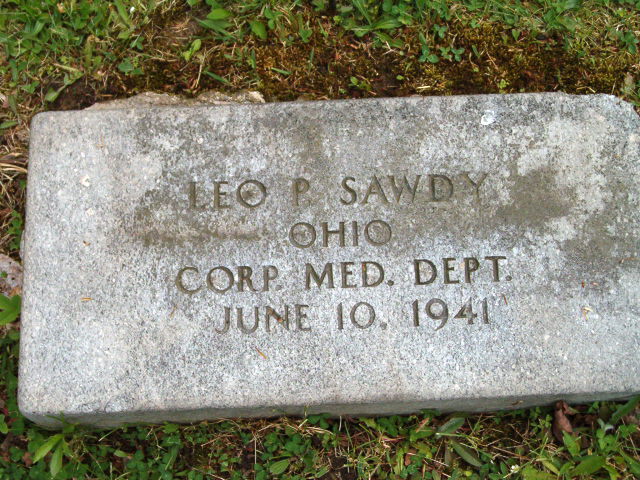 LEO P. SAWDY
OHIO
CORP. MED. DEPT.
JUNE 10, 1941